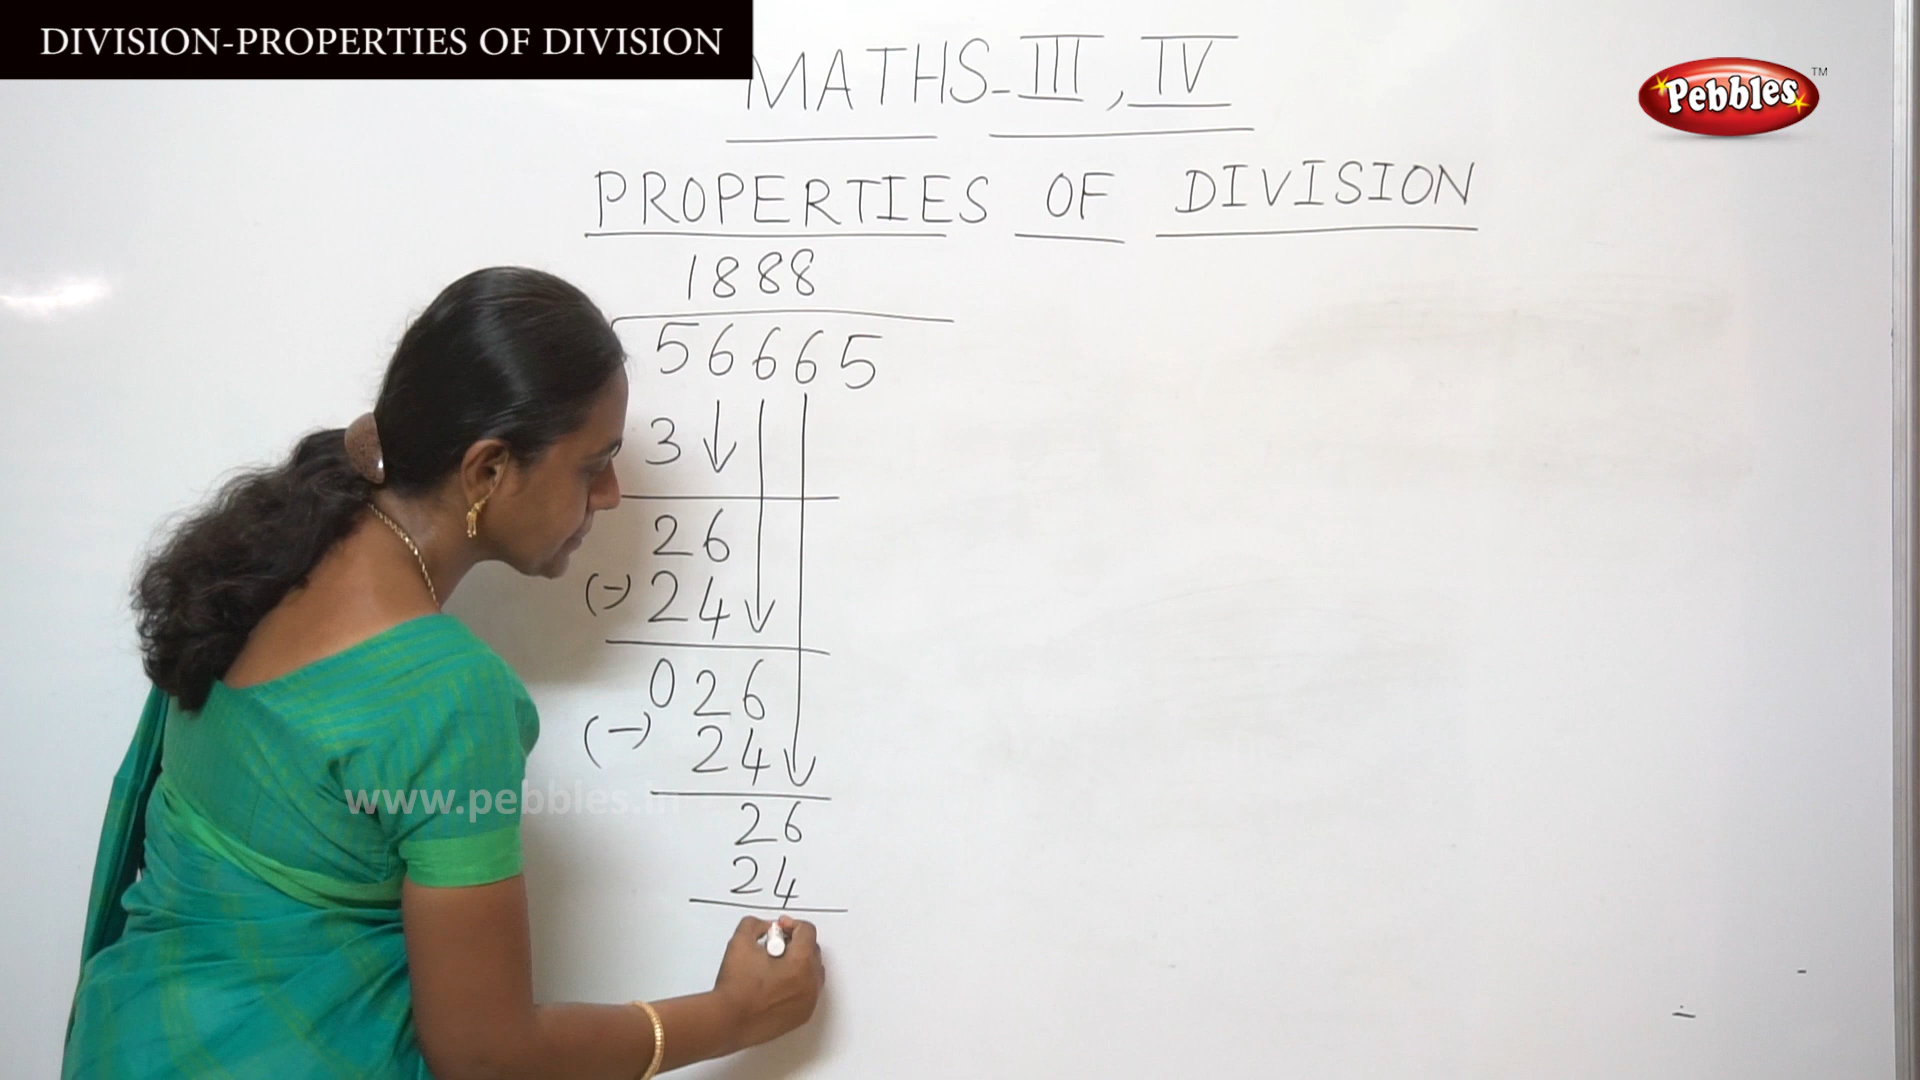 DIVISION-PROPERTIES OF DIVISION
MATHS-III, IV
Pebbles™
PROPERTIES OF DIVISION
1888
56665
3
26
(-) 24
026
(-) 24
www.pebbles.in
26
24